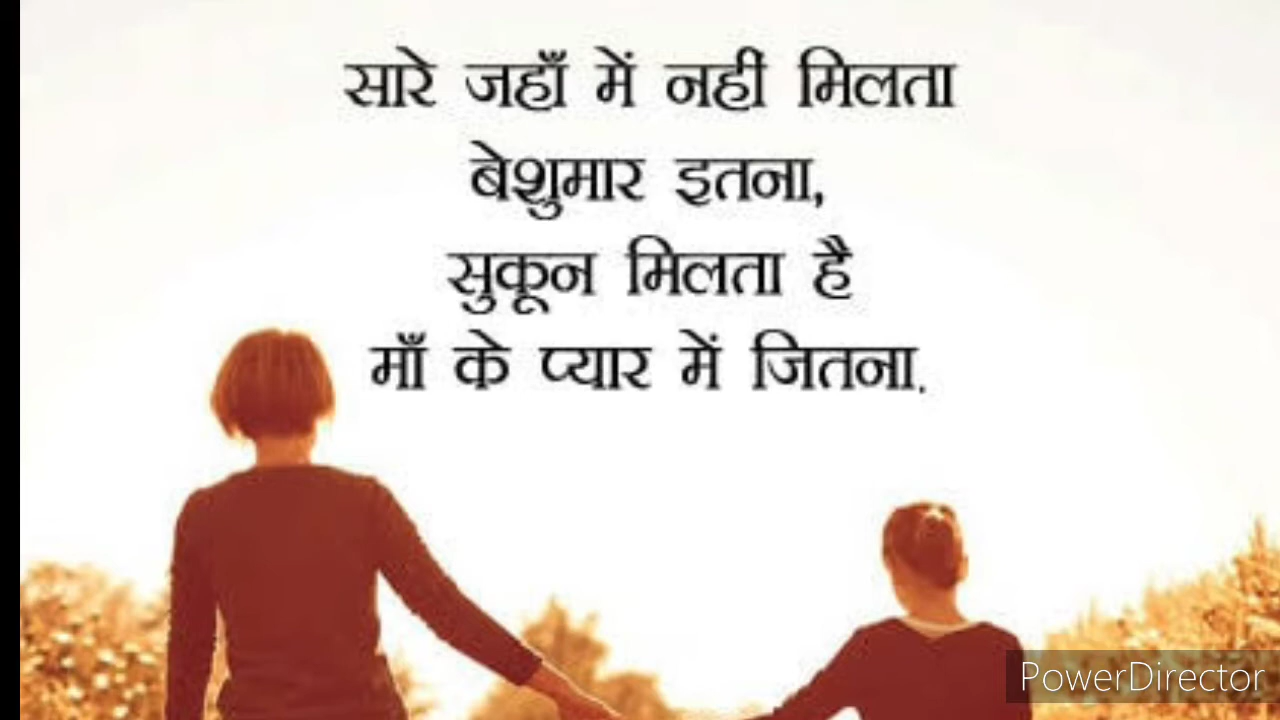 सारे जहाँ में नहीं मिलता
बेशुमार इतना,
सुकून मिलता है
माँ के प्यार में जितना.
PowerDirector